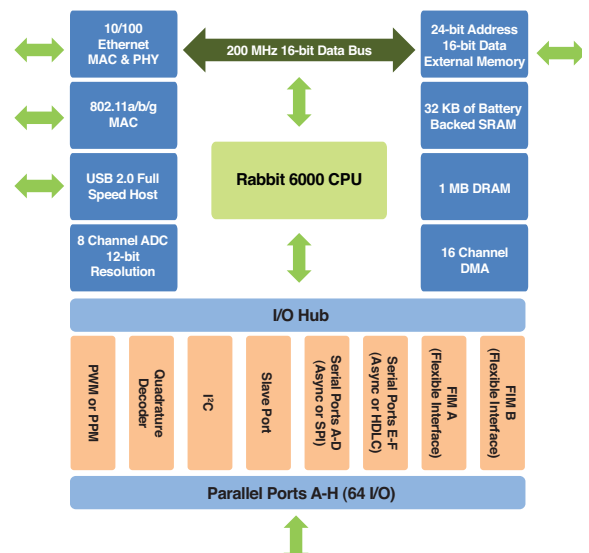 10/100
Ethernet
MAC & PHY
200 MHz 16-bit Data Bus
24-bit Address
16-bit Data
External Memory
802.11a/b/g
MAC
32 KB of Battery
Backed SRAM
USB 2.0 Full
Speed Host
Rabbit 6000 CPU
1 MB DRAM
8 Channel ADC
12-bit
Resolution
16 Channel
DMA
I/O Hub
PWM or PPM
Quadrature
Decoder
I²C
Slave Port
Serial Ports A-D
(Async or SPI)
Serial Ports E-F
(Async or HDLC)
FIM A
(Flexible Interface)
FIM B
(Flexible Interface)
Parallel Ports A-H (64 I/O)